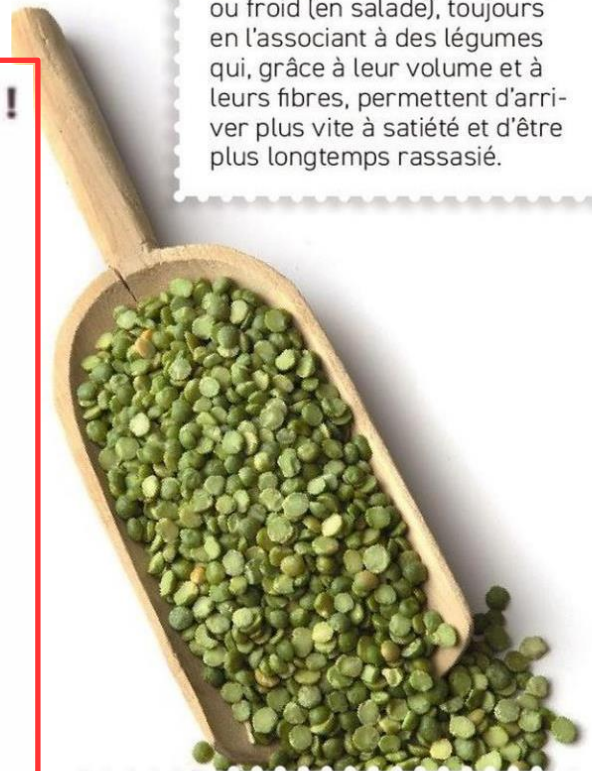 ou froid (en salade), toujours
en l'associant à des légumes
qui, grâce à leur volume et à
leurs fibres, permettent d'arri-
ver plus vite à satiété et d'être
plus longtemps rassasié.
!